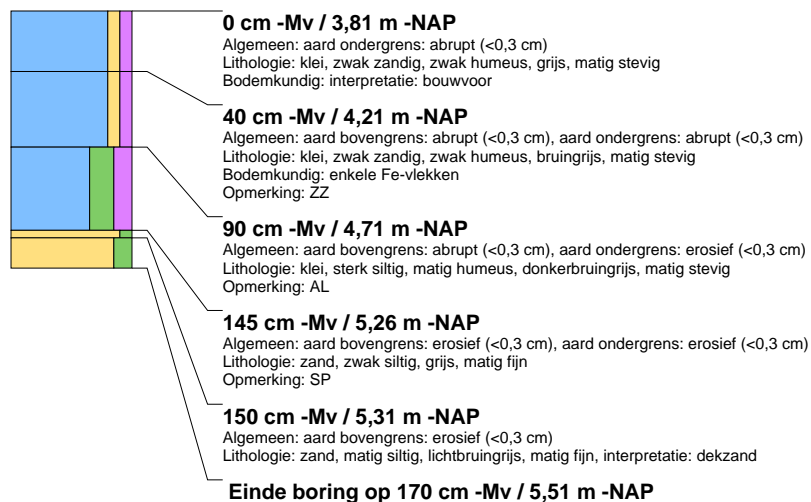 0 cm -Mv / 3,81 m -NAP
Algemeen: aard ondergrens: abrupt (<0,3 cm)
Lithologie: klei, zwak zandig, zwak humeus, grijs, matig stevig
Bodemkundig: interpretatie: bouwvoor
40 cm -Mv / 4,21 m -NAP
Algemeen: aard bovengrens: abrupt (<0,3 cm), aard ondergrens: abrupt (<0,3 cm)
Lithologie: klei, zwak zandig, zwak humeus, bruingrijs, matig stevig
Bodemkundig: enkele Fe-vlekken
Opmerking: ZZ
90 cm -Mv / 4,71 m -NAP
Algemeen: aard bovengrens: abrupt (<0,3 cm), aard ondergrens: erosief (<0,3 cm)
Lithologie: klei, sterk siltig, matig humeus, donkerbruingrijs, matig stevig
Opmerking: AL
145 cm -Mv / 5,26 m -NAP
Algemeen: aard bovengrens: erosief (<0,3 cm), aard ondergrens: erosief (<0,3 cm)
Lithologie: zand, zwak siltig, grijs, matig fijn
Opmerking: SP
150 cm -Mv / 5,31 m -NAP
Algemeen: aard bovengrens: erosief (<0,3 cm)
Lithologie: zand, matig siltig, lichtbruingrijs, matig fijn, interpretatie: dekzand
Einde boring op 170 cm -Mv / 5,51 m -NAP